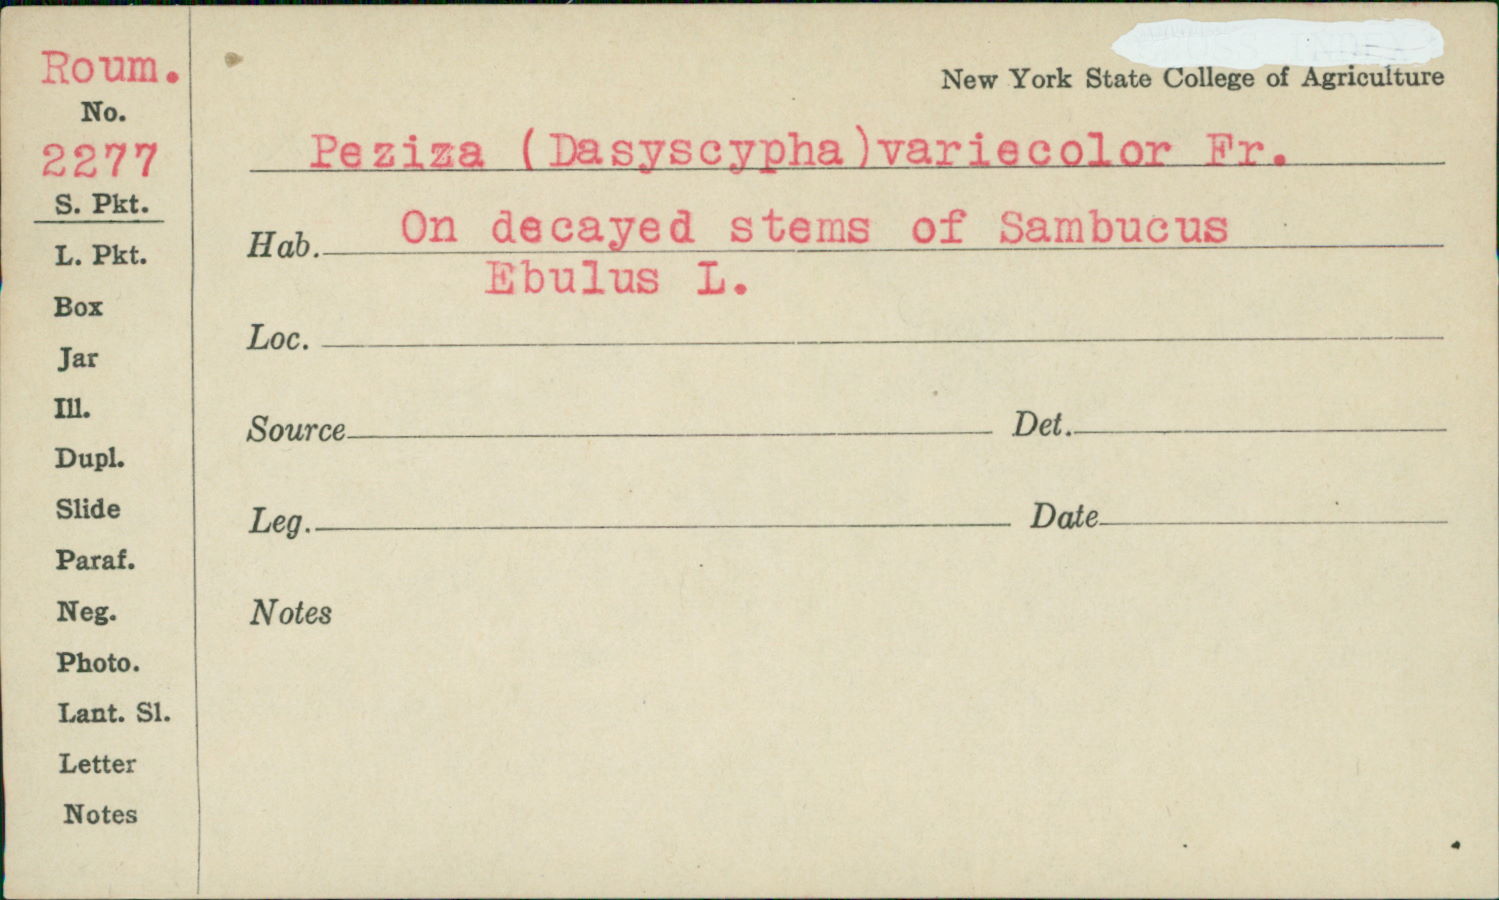 Roum.
No.
2277
S. Pkt.
L. Pkt.
Box
Jar
Ill.
Dupl.
Slide
Paraf.
Neg.
Photo.
Lant. Sl.
Letter
Notes
New York State College of Agriculture
Peziza (Dasyscypha)variecolor Fr.
Hab. On decayed stems of Sambucus
Ebulus L.
Loc.
Source Det.
Leg. Date
Notes